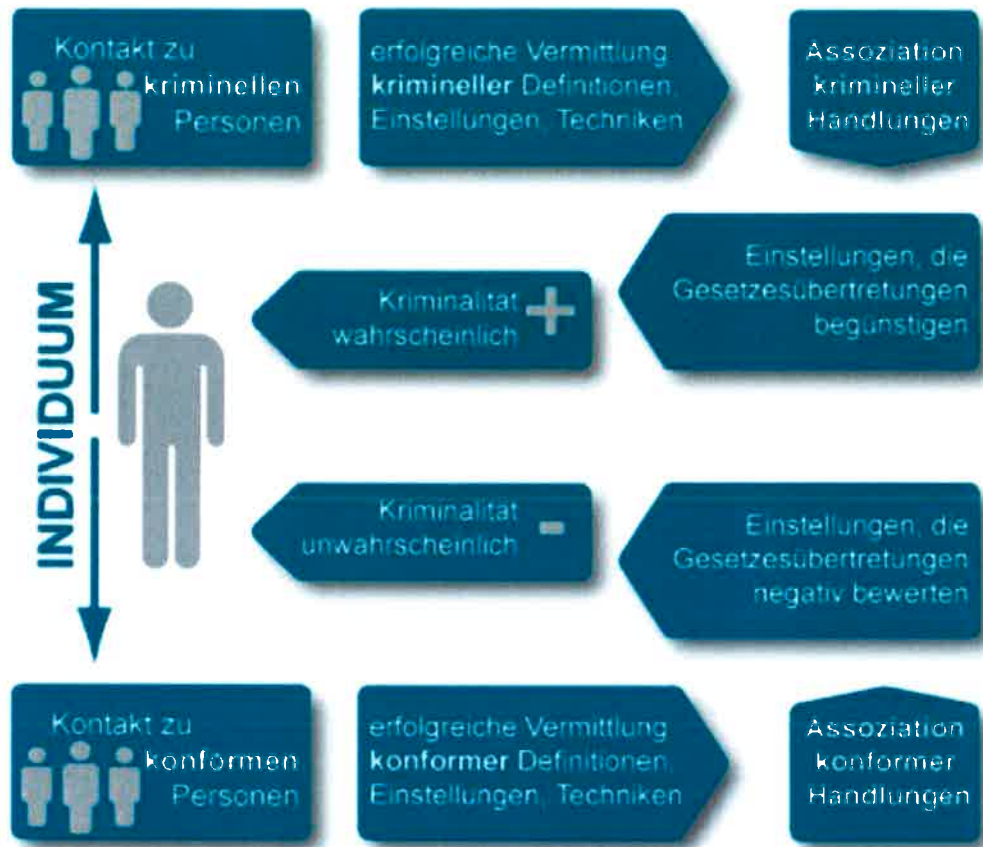 Kontakt zu
kriminellen
Personen
erfolgreiche Vermittlung
krimineller Definitionen,
Einstellungen, Techniken
Assoziation
krimineller
Handlungen
INDIVIDUUM
Kriminalität
wahrscheinlich +
Einstellungen, die
Gesetzesübertretungen
begünstigen
Kriminalität
unwahrscheinlich -
Einstellungen, die
Gesetzesübertretungen
negativ bewerten
Kontakt zu
konformen
Personen
erfolgreiche Vermittlung
konformer Definitionen,
Einstellungen, Techniken
Assoziation
konformer
Handlungen